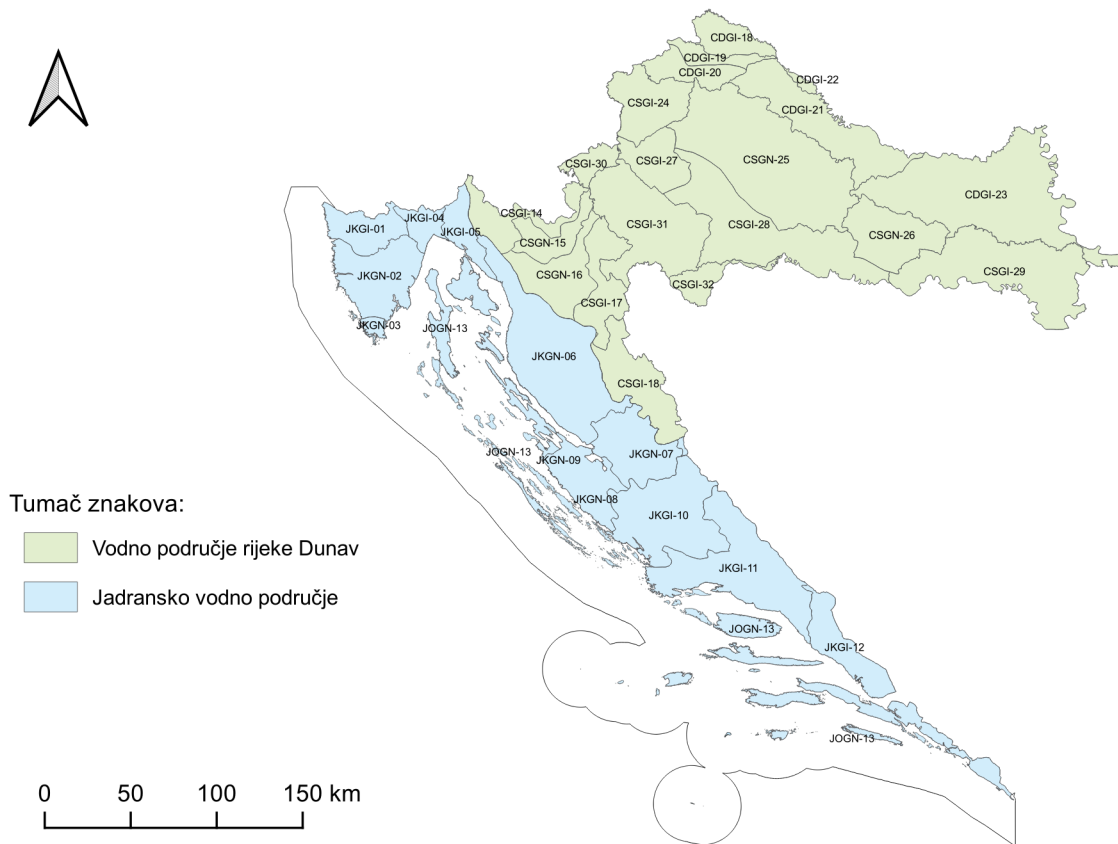 CDGI-18
CDGI-19
CDGI-20
CDGI-22
CSGI-24
CDGI-21
CSGI-30
CSGI-27
CSGN-25
CDGI-23
CSGI-14
JKGI-04
JKGI-01
JKGI-05
CSGI-31
CSGI-28
CSGN-26
CSGN-15
JKGN-02
CSGN-16
CSGI-29
CSGI-32
CSGI-17
JKGN-03
JOGN-13
JKGN-06
CSGI-18
JOGN-13
JKGN-09
JKGN-07
Tumač znakova:
JKGN-08
JKGI-10
Vodno područje rijeke Dunav
JKGI-11
Jadransko vodno područje
JOGN-13
JKGI-12
JOGN-13
0 50 100 150 km